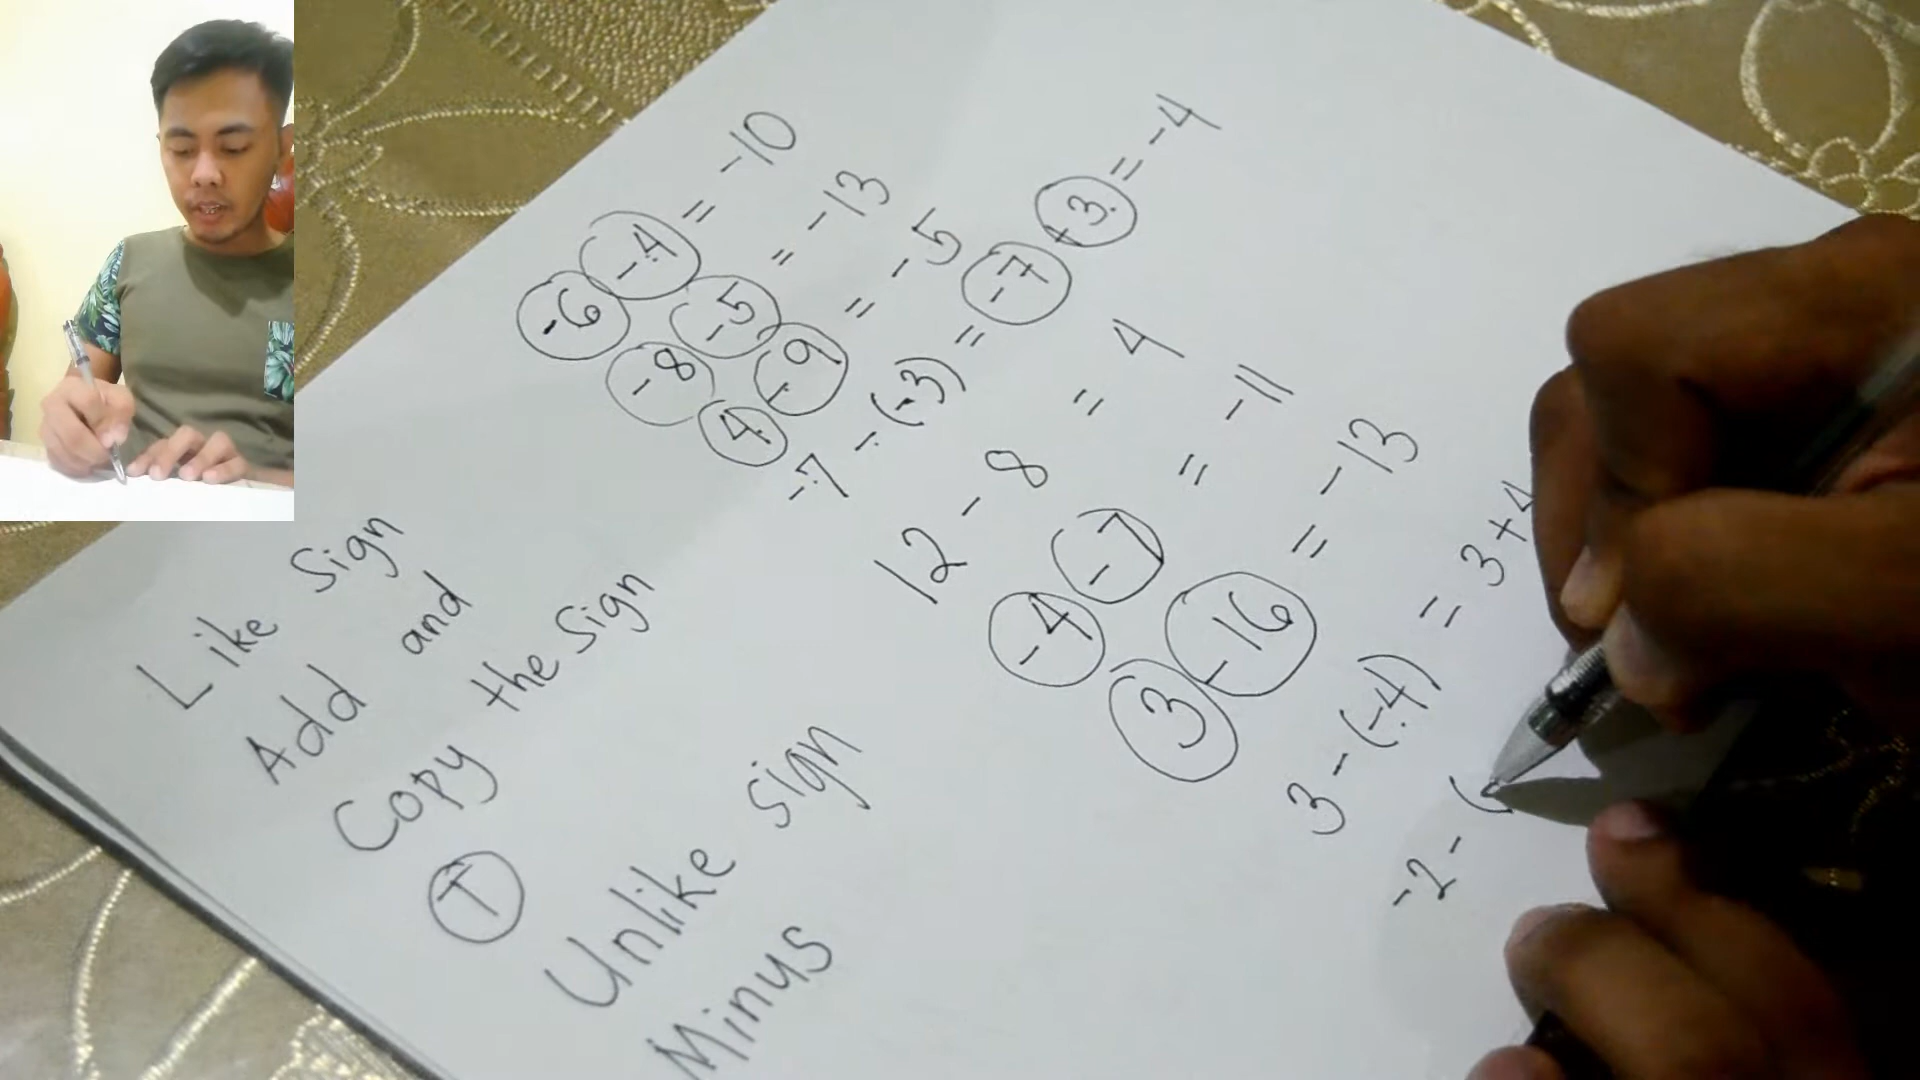 -6 -4 = -10
-8 -5 = -13
4 -9 = -5
-7 - (-3) = -7 +3 = -4
12 - 8 = 4
-4 -7 = -11
3 -16 = -13
3 - (-4) = 3+4
-2 - (
Like Sign
Add and
Copy the Sign
Unlike sign
Minus